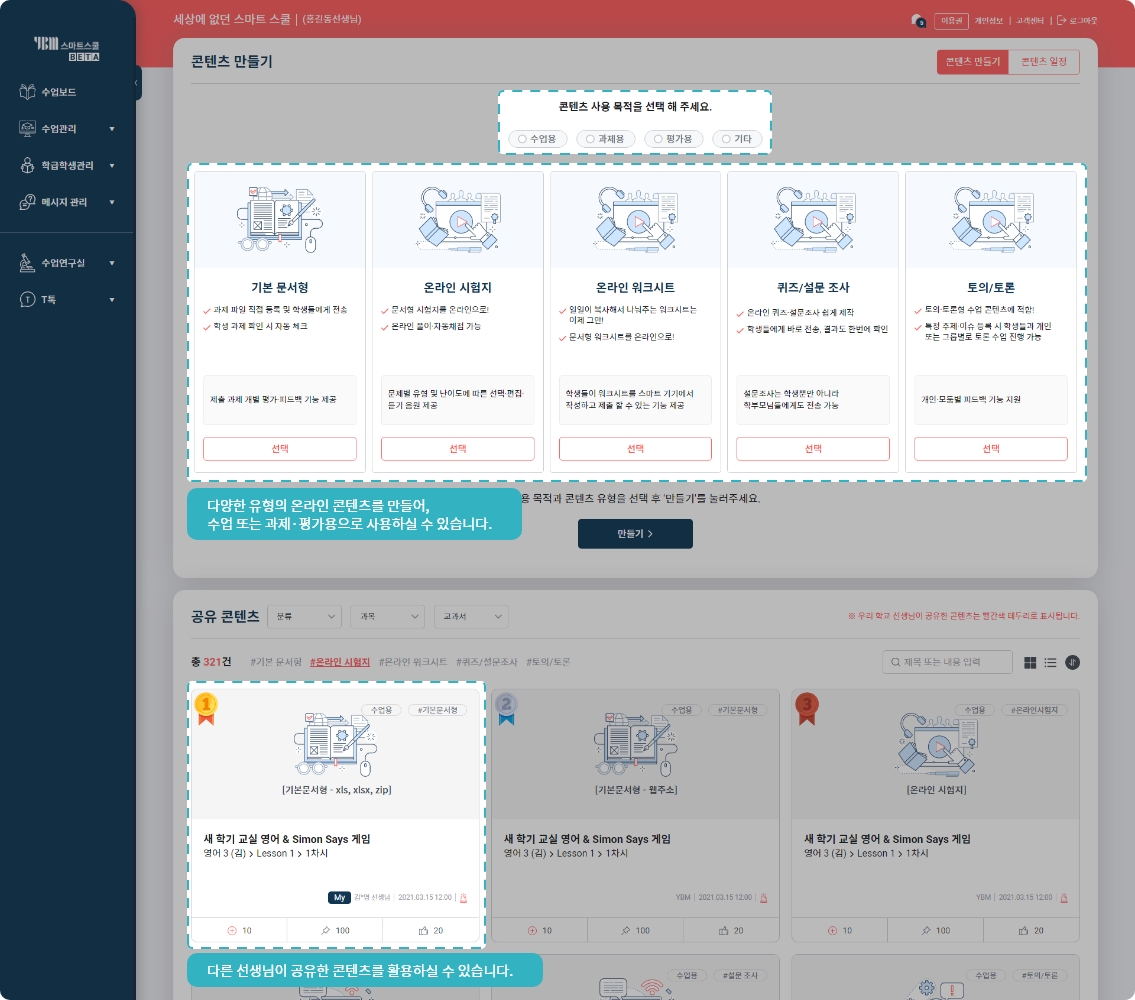 세상에 없던 스마트 스쿨 | (홍길동선생님)
5
이용권
개인정보 | 고객센터 | 로그아웃
YBM 스마트스쿨
BETA
수업보드
수업관리
학급학생관리
메시지 관리
수업연구실
T T톡
콘텐츠 만들기
콘텐츠 만들기
콘텐츠 일정
콘텐츠 사용 목적을 선택 해 주세요.
수업용
과제용
평가용
기타
기본 문서형
과제 파일 직접 등록 및 학생들에게 전송
학생 과제 확인 시 자동 체크
제출 과제 개별 평가·피드백 기능 제공
선택
온라인 시험지
문서형 시험지를 온라인으로!
온라인 풀이·자동채점 가능
문제별 유형 및 난이도에 따른 선택·편집·
듣기 음원 제공
선택
온라인 워크시트
일일이 복사해서 나눠주는 워크시트는
이제 그만!
문서형 워크시트를 온라인으로!
학생들이 워크시트를 스마트 기기에서
작성하고 제출 할 수 있는 기능 제공
선택
퀴즈/설문 조사
온라인 퀴즈·설문조사 쉽게 제작
학생들에게 바로 전송, 결과도 한번에 확인
설문조사는 학생뿐만 아니라
학부모님들에게도 전송 가능
선택
토의/토론
토의·토론형 수업 콘텐츠에 적합!
특정 주제·이슈 등록 시 학생들과 개인
또는 그룹별로 토론 수업 진행 가능
개인·모둠별 피드백 기능 지원
선택
용 목적과 콘텐츠 유형을 선택 후 '만들기'를 눌러주세요.
다양한 유형의 온라인 콘텐츠를 만들어,
수업 또는 과제·평가용으로 사용하실 수 있습니다.
만들기
공유 콘텐츠
분류
과목
교과서
※ 우리 학교 선생님이 공유한 콘텐츠는 빨간색 테두리로 표시됩니다.
총 321건
#기본 문서형 #온라인 시험지 #온라인 워크시트 #퀴즈/설문조사 #토의/토론
제목 또는 내용 입력
1
수업용
#기본문서형
[기본문서형 - xls, xlsx, zip]
새 학기 교실 영어 & Simon Says 게임
영어 3 (김) > Lesson 1 > 1차시
My 김*영 선생님 | 2021.03.15 12:00
10
100
20
2
수업용
#기본문서형
[기본문서형 - 웹주소]
새 학기 교실 영어 & Simon Says 게임
영어 3 (김) > Lesson 1 > 1차시
YBM | 2021.03.15 12:00
10
100
20
3
수업용
#온라인시험지
[온라인 시험지]
새 학기 교실 영어 & Simon Says 게임
영어 3 (김) > Lesson 1 > 1차시
YBM | 2021.03.15 12:00
10
100
20
다른 선생님이 공유한 콘텐츠를 활용하실 수 있습니다.
수업용
#설문 조사
수업용
#토의/토론